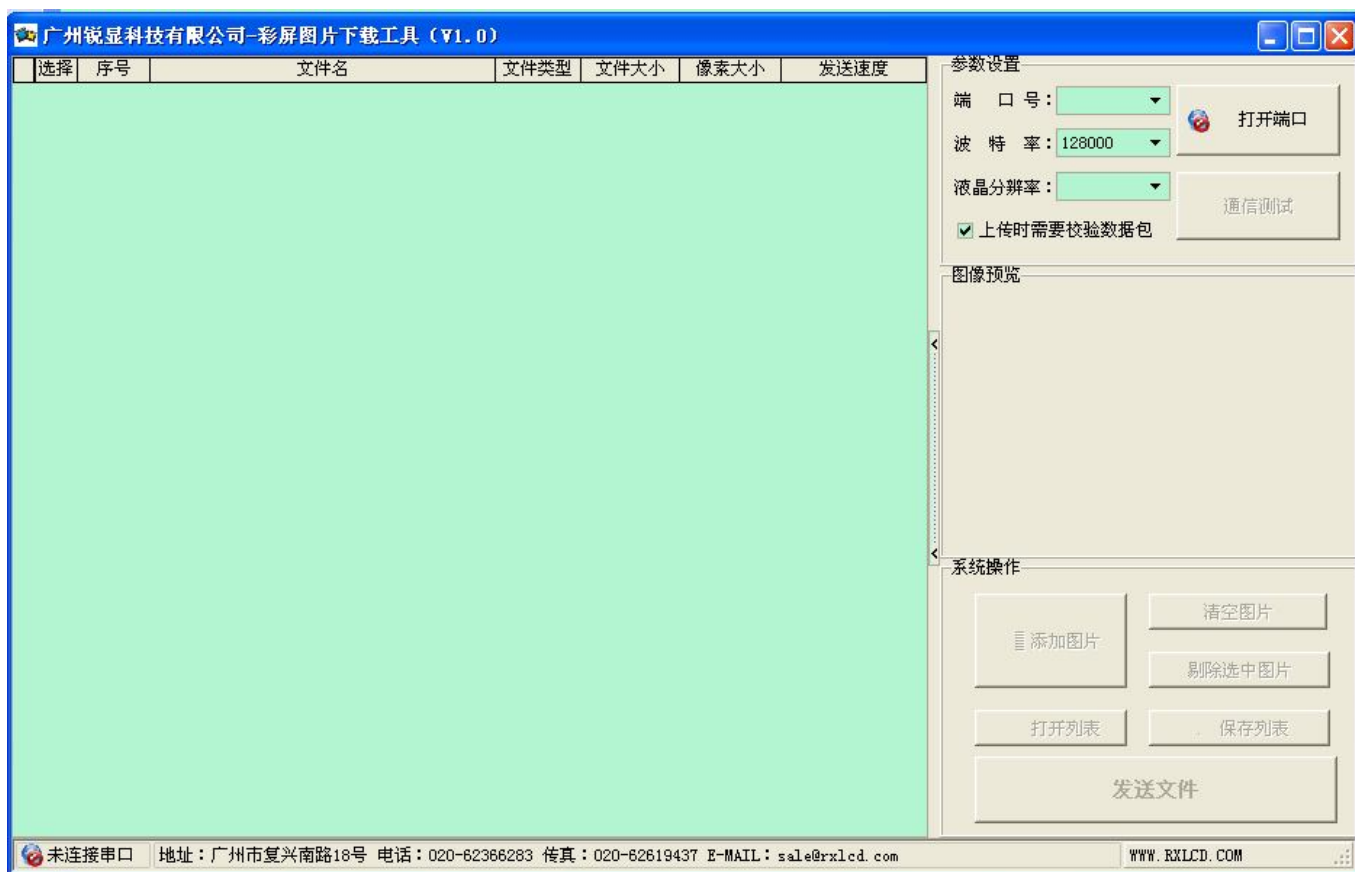 广州锐显科技有限公司-彩屏图片下载工具（V1.0）
选择 序号 文件名 文件类型 文件大小 像素大小 发送速度
参数设置
端 口 号：
打开端口
波 特 率：128000
液晶分辨率：
通信测试
上传时需要校验数据包
图像预览
系统操作
添加图片
清空图片
剔除选中图片
打开列表 保存列表
发送文件
未连接串口 地址：广州市复兴南路18号 电话：020-62366283 传真：020-62619437 E-MAIL：sale@rxlcd.com WWW.RXLCD.COM